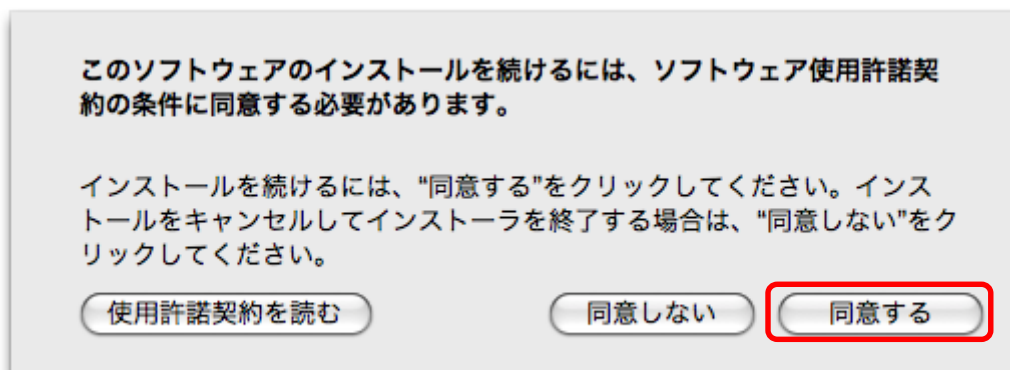 このソフトウェアのインストールを続けるには、ソフトウェア使用許諾契
約の条件に同意する必要があります。
インストールを続けるには、“同意する”をクリックしてください。インス
トールをキャンセルしてインストーラを終了する場合は、“同意しない”をク
リックしてください。
使用許諾契約を読む 同意しない 同意する